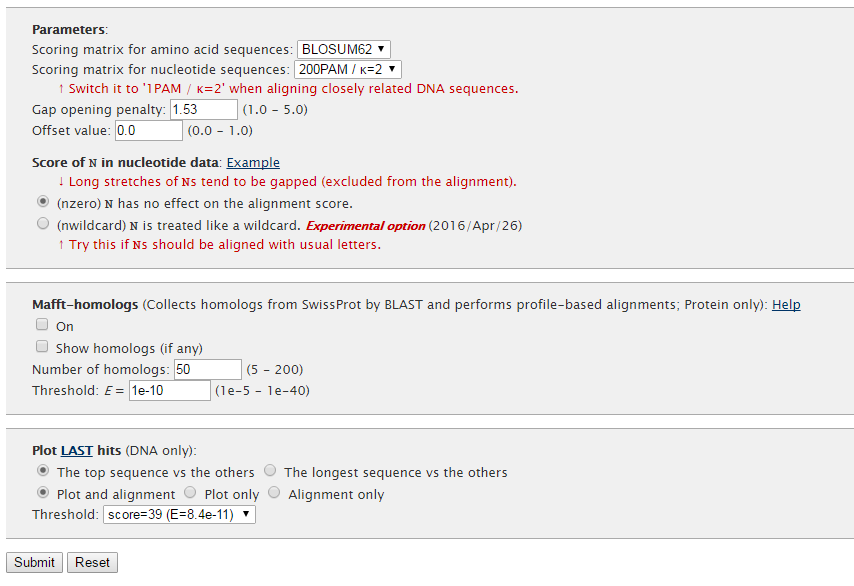 Parameters:
Scoring matrix for amino acid sequences: BLOSUM62 ▼
Scoring matrix for nucleotide sequences: 200PAM / κ=2 ▼
↑ Switch it to '1PAM / κ=2' when aligning closely related DNA sequences.
Gap opening penalty: 1.53 (1.0 – 5.0)
Offset value: 0.0 (0.0 – 1.0)
Score of N in nucleotide data: Example
↓ Long stretches of Ns tend to be gapped (excluded from the alignment).
(nzero) N has no effect on the alignment score.
(nwildcard) N is treated like a wildcard. Experimental option (2016/Apr/26)
↑ Try this if Ns should be aligned with usual letters.
Mafft-homologs (Collects homologs from SwissProt by BLAST and performs profile-based alignments; Protein only): Help
On
Show homologs (if any)
Number of homologs: 50 (5 – 200)
Threshold: E = 1e-10 (1e-5 – 1e-40)
Plot LAST hits (DNA only):
The top sequence vs the others The longest sequence vs the others
Plot and alignment Plot only Alignment only
Threshold: score=39 (E=8.4e-11) ▼
Submit Reset